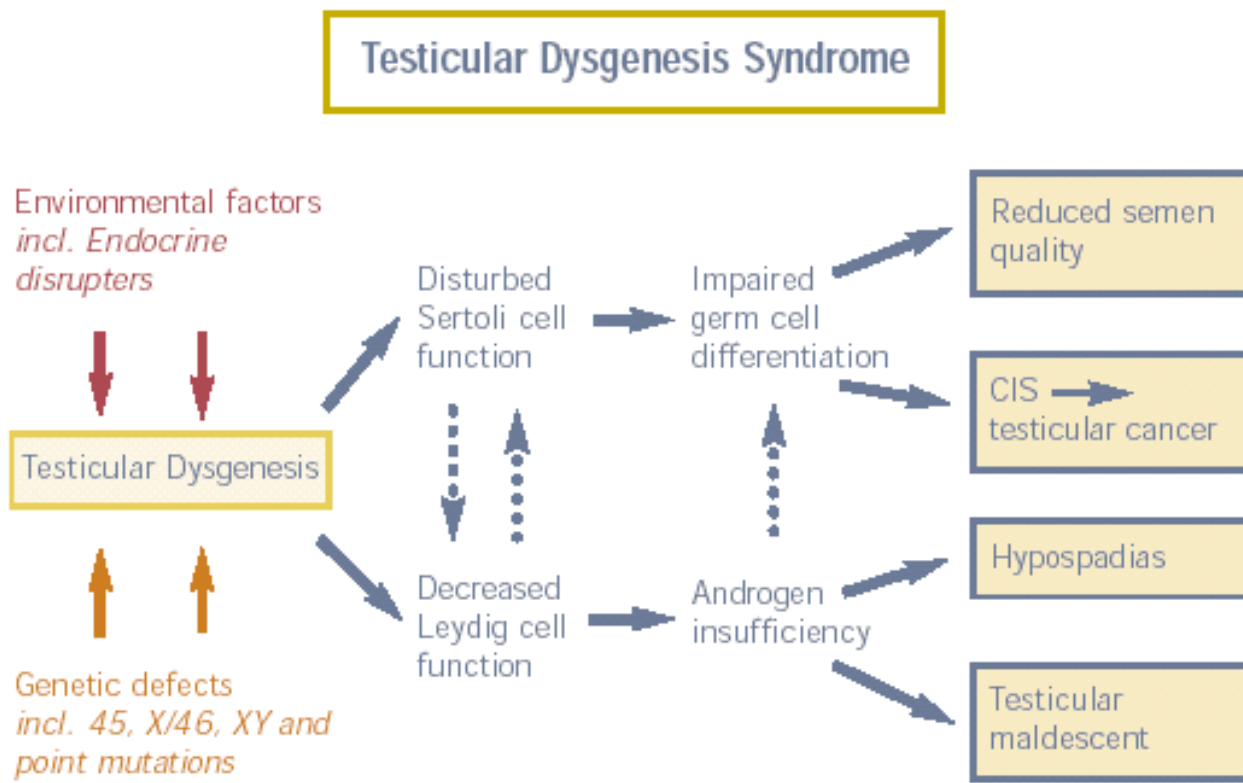 Testicular Dysgenesis Syndrome
Environmental factors
incl. Endocrine
disrupters
Testicular Dysgenesis
Genetic defects
incl. 45, X/46, XY and
point mutations
Disturbed
Sertoli cell
function
Decreased
Leydig cell
function
Impaired
germ cell
differentiation
Androgen
insufficiency
Reduced semen
quality
CIS
testicular cancer
Hypospadias
Testicular
maldescent